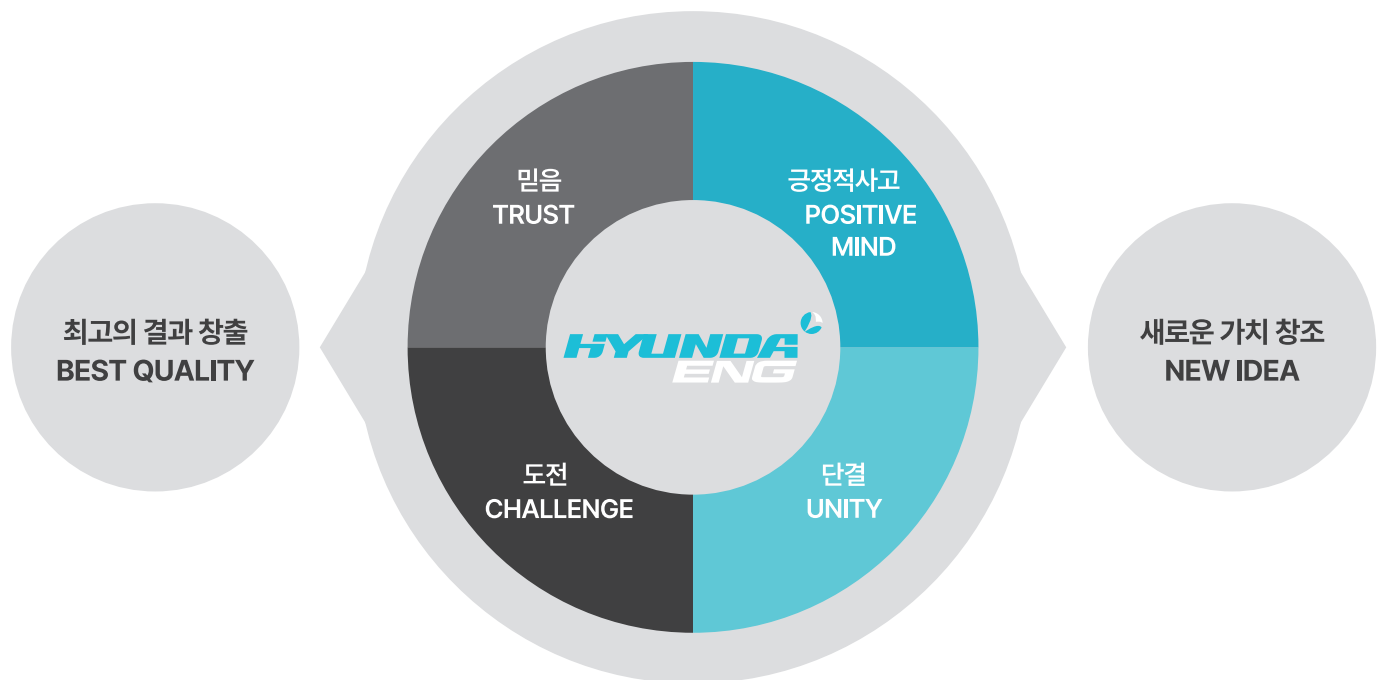 최고의 결과 창출
BEST QUALITY
믿음
TRUST
긍정적사고
POSITIVE
MIND
HYUNDA
ENG
도전
CHALLENGE
단결
UNITY
새로운 가치 창조
NEW IDEA